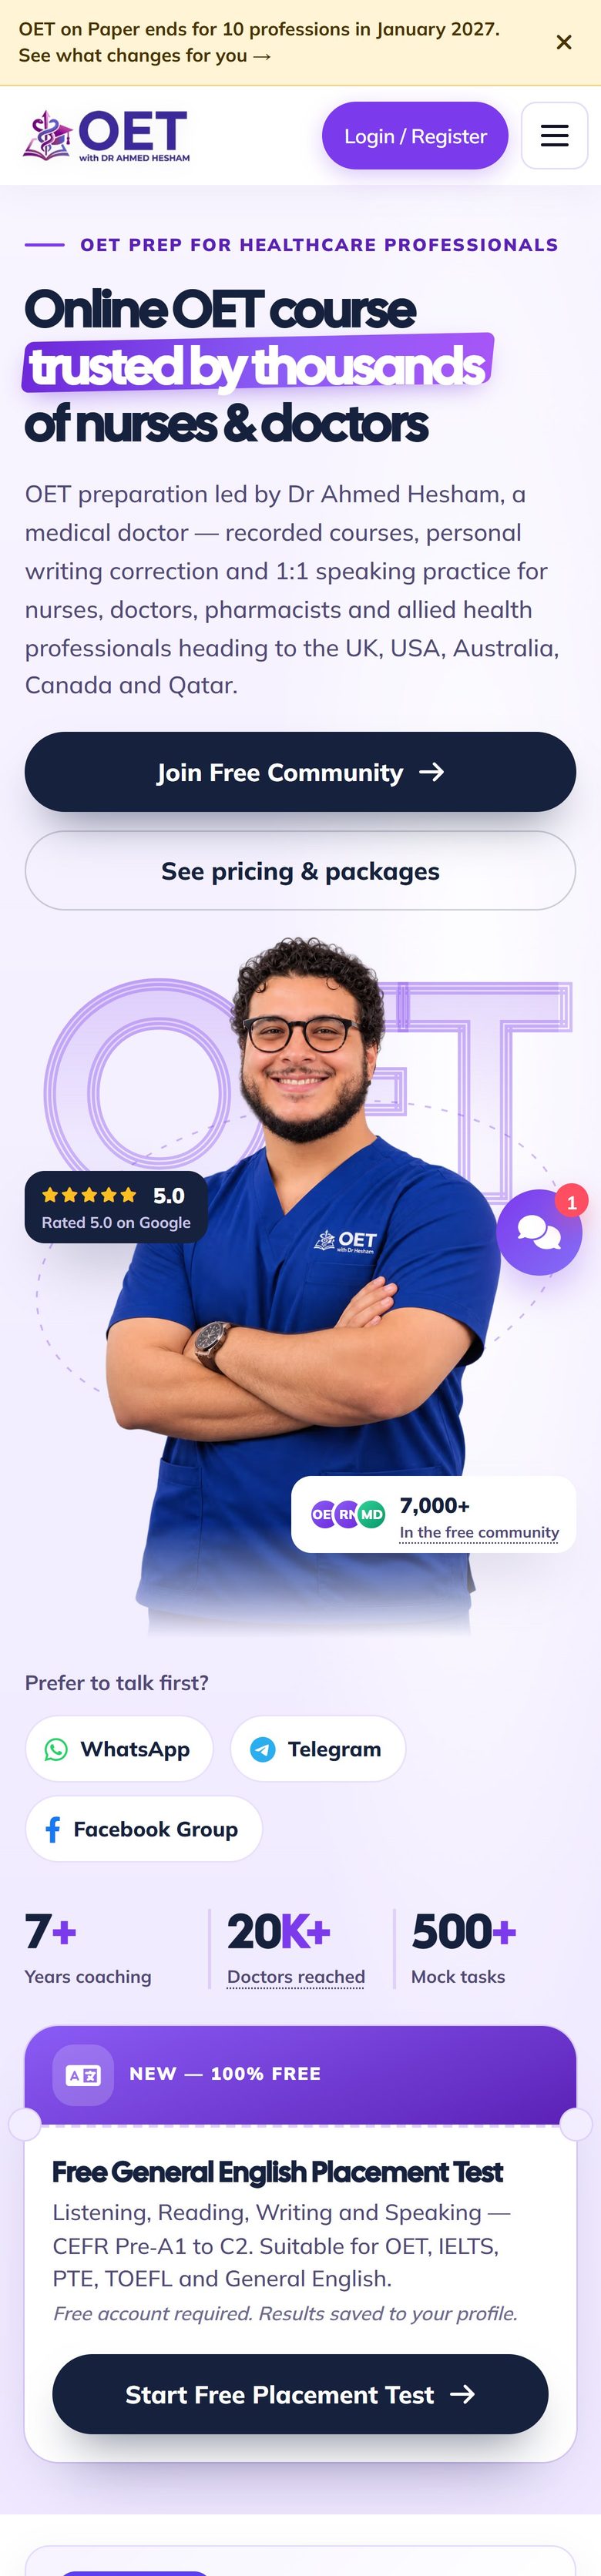 OET on Paper ends for 10 professions in January 2027.
See what changes for you →
OET
with DR AHMED HESHAM
Login / Register
OET PREP FOR HEALTHCARE PROFESSIONALS
Online OET course
trusted by thousands
of nurses & doctors
OET preparation led by Dr Ahmed Hesham, a
medical doctor — recorded courses, personal
writing correction and 1:1 speaking practice for
nurses, doctors, pharmacists and allied health
professionals heading to the UK, USA, Australia,
Canada and Qatar.
Join Free Community →
See pricing & packages
OET
5.0
Rated 5.0 on Google
OET
with Dr Hesham
1
OE RN MD
7,000+
In the free community
Prefer to talk first?
WhatsApp
Telegram
Facebook Group
7+
Years coaching
20K+
Doctors reached
500+
Mock tasks
NEW — 100% FREE
Free General English Placement Test
Listening, Reading, Writing and Speaking —
CEFR Pre-A1 to C2. Suitable for OET, IELTS,
PTE, TOEFL and General English.
Free account required. Results saved to your profile.
Start Free Placement Test →